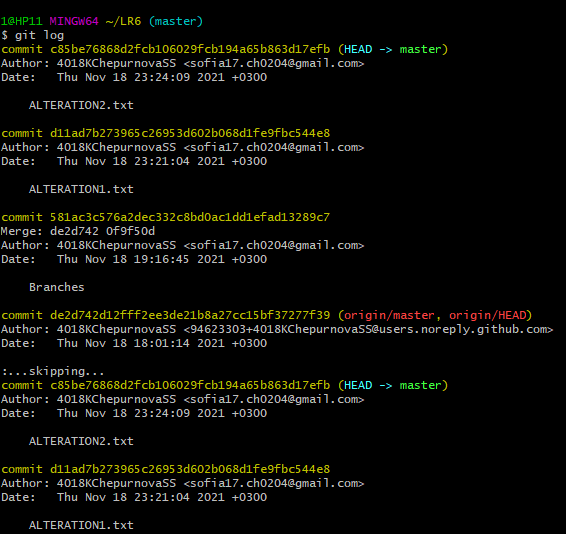 1@HP11 MINGW64 ~/LR6 (master)
$ git log
commit c85be76868d2fcb106029fcb194a65b863d17efb (HEAD -> master)
Author: 4018KChepurnovaSS <sofia17.ch0204@gmail.com>
Date:   Thu Nov 18 23:24:09 2021 +0300

    ALTERATION2.txt

commit d11ad7b273965c26953d602b068d1fe9fbc544e8
Author: 4018KChepurnovaSS <sofia17.ch0204@gmail.com>
Date:   Thu Nov 18 23:21:04 2021 +0300

    ALTERATION1.txt

commit 581ac3c576a2dec332c8bd0ac1dd1efad13289c7
Merge: de2d742 0f9f50d
Author: 4018KChepurnovaSS <sofia17.ch0204@gmail.com>
Date:   Thu Nov 18 19:16:45 2021 +0300

    Branches

commit de2d742d12fff2ee3de21b8a27cc15bf37277f39 (origin/master, origin/HEAD)
Author: 4018KChepurnovaSS <94623303+4018KChepurnovaSS@users.noreply.github.com>
Date:   Thu Nov 18 18:01:14 2021 +0300

:...skipping...
commit c85be76868d2fcb106029fcb194a65b863d17efb (HEAD -> master)
Author: 4018KChepurnovaSS <sofia17.ch0204@gmail.com>
Date:   Thu Nov 18 23:24:09 2021 +0300

    ALTERATION2.txt

commit d11ad7b273965c26953d602b068d1fe9fbc544e8
Author: 4018KChepurnovaSS <sofia17.ch0204@gmail.com>
Date:   Thu Nov 18 23:21:04 2021 +0300

    ALTERATION1.txt